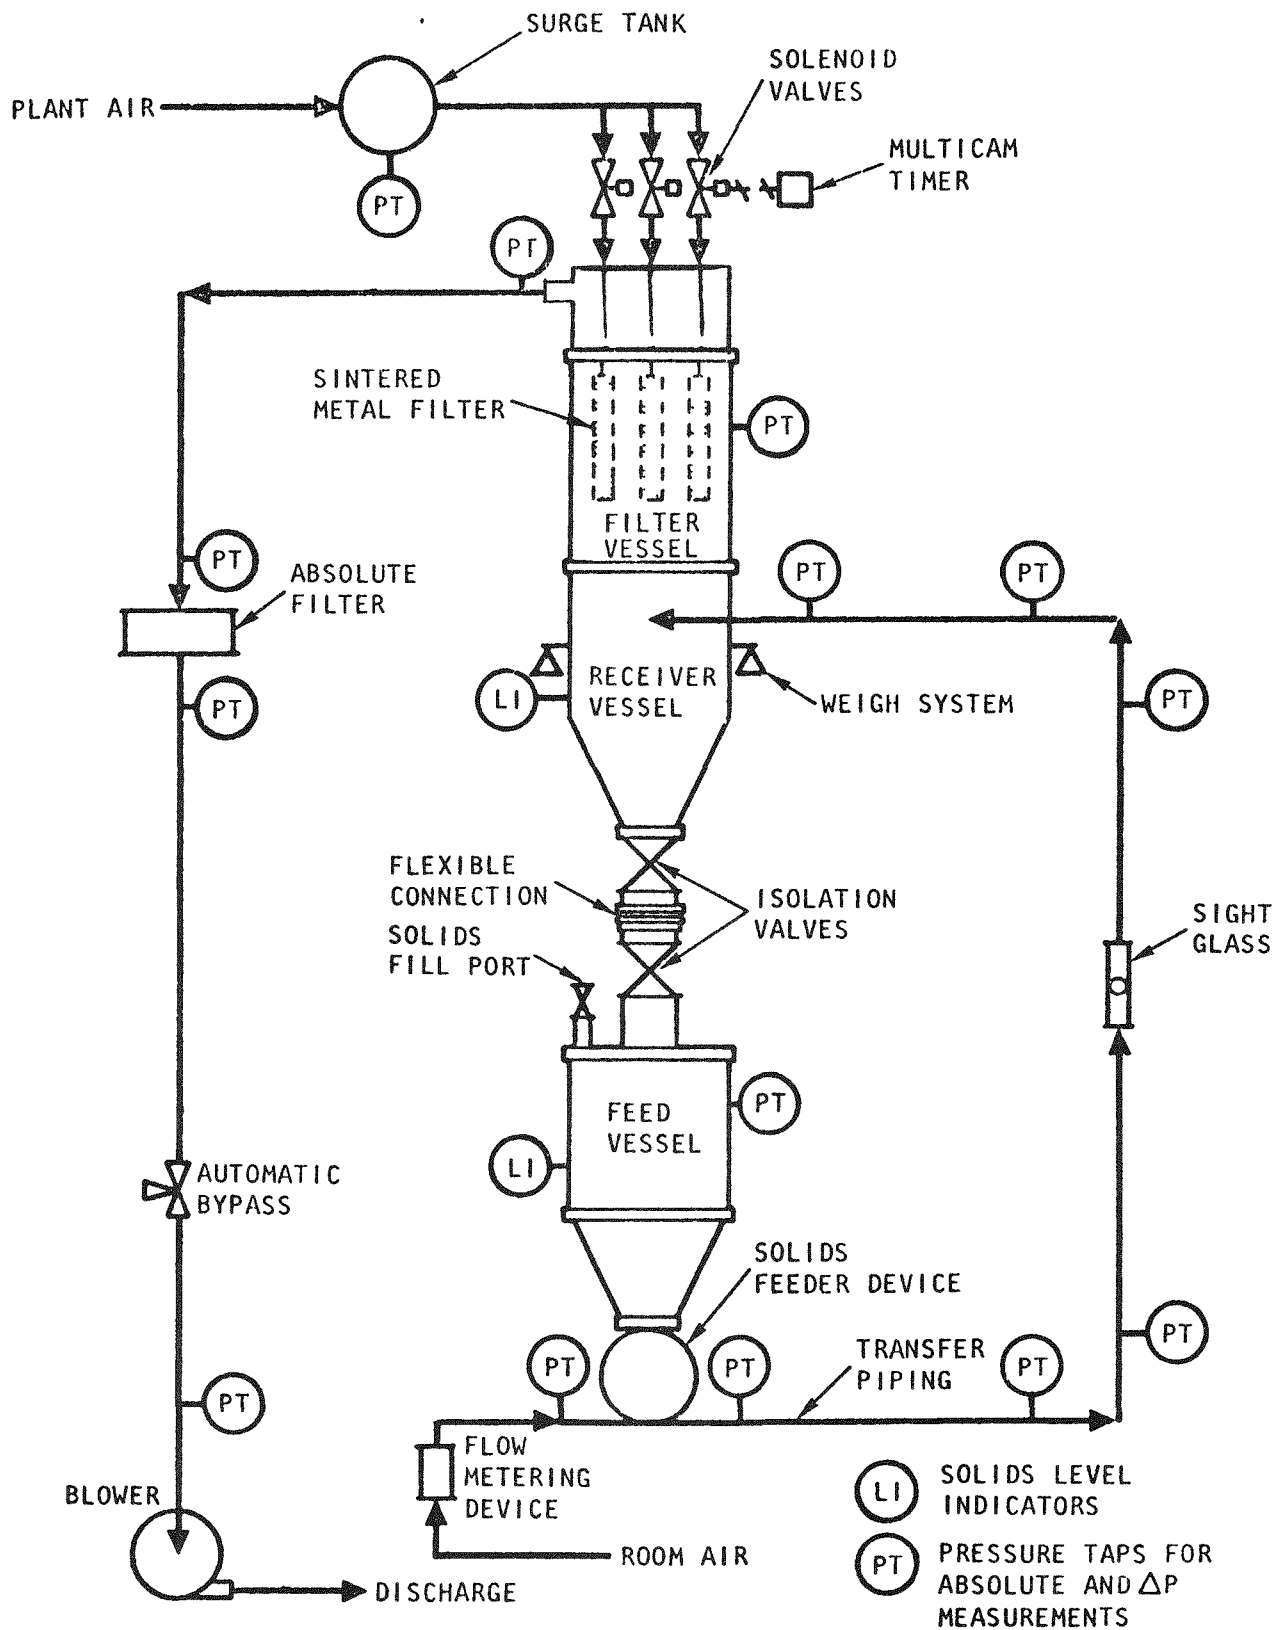 SURGE TANK
SOLENOID
VALVES
PLANT AIR
MULTICAM
TIMER
PT
PT
SINTERED
METAL FILTER
PT
FILTER
VESSEL
PT
ABSOLUTE
FILTER
PT
PT
RECEIVER
VESSEL
LI
WEIGH SYSTEM
PT
PT
FLEXIBLE
CONNECTION
ISOLATION
VALVES
SOLIDS
FILL PORT
SIGHT
GLASS
FEED
VESSEL
PT
LI
AUTOMATIC
BYPASS
SOLIDS
FEEDER DEVICE
PT
PT
PT
TRANSFER
PIPING
PT
PT
FLOW
METERING
DEVICE
BLOWER
ROOM AIR
DISCHARGE
LI
SOLIDS LEVEL
INDICATORS
PT
PRESSURE TAPS FOR
ABSOLUTE AND ΔP
MEASUREMENTS